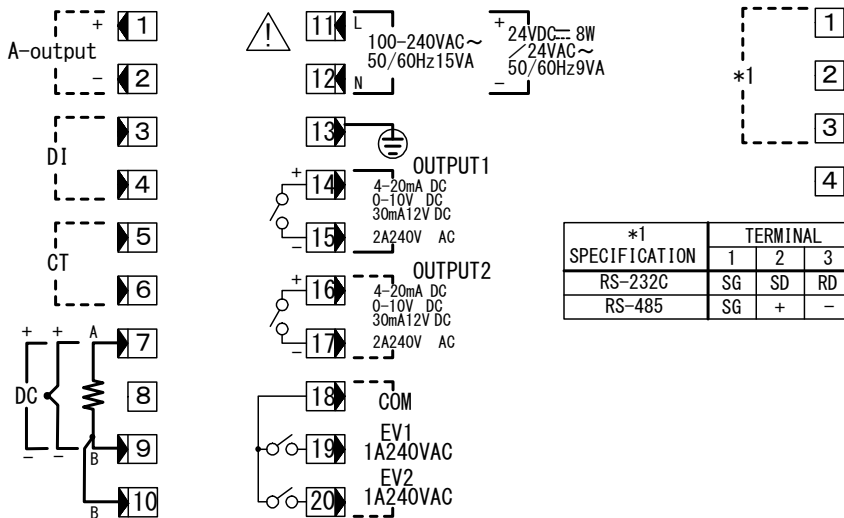 A-output
+ 1
− 2
DI
3
4
CT
5
6
DC
+ + A 7
8
− − B 9
B 10
11 L
12 N
100-240VAC～
50/60Hz15VA
+
−
24VDC⎓ 8W
／24VAC～
50/60Hz9VA
13
OUTPUT1
+ 14
− 15
4-20mA DC
0-10V DC
30mA12V DC
2A240V AC
OUTPUT2
+ 16
− 17
4-20mA DC
0-10V DC
30mA12V DC
2A240V AC
18 COM
EV1
19 1A240VAC
EV2
20 1A240VAC
*1
1
2
3
4
*1 SPECIFICATION TERMINAL
1 2 3
RS-232C SG SD RD
RS-485 SG + −